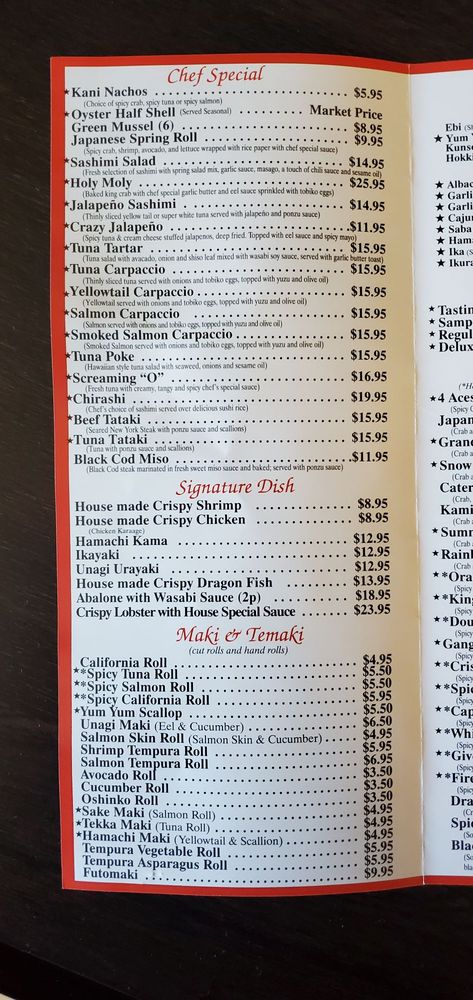 Chef Special
★Kani Nachos ........ $5.95
(Choice of spicy crab, spicy tuna or spicy salmon)
★Oyster Half Shell (Served Seasonal) ........ Market Price
Green Mussel (6) ........ $8.95
Japanese Spring Roll ........ $9.95
(Spicy crab, shrimp, avocado, and lettuce wrapped with rice paper with chef special sauce)
★Sashimi Salad ........ $14.95
(Fresh selection of sashimi with spring salad mix, garlic sauce, masago, a touch of chili sauce and sesame oil)
★Holy Moly ........ $25.95
(Baked king crab with chef special garlic butter and eel sauce sprinkled with tobiko eggs)
★Jalapeño Sashimi ........ $14.95
(Thinly sliced yellow tail or super white tuna served with jalapeño and ponzu sauce)
★Crazy Jalapeño ........ $11.95
(Spicy tuna & cream cheese stuffed jalapenos, deep fried. Topped with eel sauce and spicy mayo)
★Tuna Tartar ........ $15.95
(Tuna salad with avocado, onion and shiso leaf mixed with wasabi soy sauce, served with garlic butter toast)
★Tuna Carpaccio ........ $15.95
(Thinly sliced tuna served with onions and tobiko eggs, topped with yuzu and olive oil)
★Yellowtail Carpaccio ........ $15.95
(Yellowtail served with onions and tobiko eggs, topped with yuzu and olive oil)
★Salmon Carpaccio ........ $15.95
(Salmon served with onions and tobiko eggs, topped with yuzu and olive oil)
★Smoked Salmon Carpaccio ........ $15.95
(Smoked Salmon served with onions and tobiko eggs, topped with yuzu and olive oil)
★Tuna Poke ........ $15.95
(Hawaiian style tuna salad with seaweed, onions and sesame oil)
★Screaming “O” ........ $16.95
(Fresh tuna with creamy, tangy and spicy chef's special sauce)
★Chirashi ........ $19.95
(Chef's choice of sashimi served over delicious sushi rice)
★Beef Tataki ........ $15.95
(Seared New York Steak with ponzu sauce and scallions)
★Tuna Tataki ........ $15.95
(Tuna with ponzu sauce and scallions)
Black Cod Miso ........ $11.95
(Black Cod steak marinated in fresh sweet miso sauce and baked; served with ponzu sauce)
Signature Dish
House made Crispy Shrimp ........ $8.95
House made Crispy Chicken ........ $8.95
(Chicken Karaage)
Hamachi Kama ........ $12.95
Ikayaki ........ $12.95
Unagi Urayaki ........ $12.95
House made Crispy Dragon Fish ........ $13.95
Abalone with Wasabi Sauce (2p) ........ $18.95
Crispy Lobster with House Special Sauce ....... $23.95
Maki & Temaki
(cut rolls and hand rolls)
California Roll ........ $4.95
★★Spicy Tuna Roll ........ $5.50
★★Spicy Salmon Roll ........ $5.50
★★Spicy California Roll ........ $5.95
★Yum Yum Scallop ........ $5.50
Unagi Maki (Eel & Cucumber) ........ $6.50
Salmon Skin Roll (Salmon Skin & Cucumber) .... $4.95
Shrimp Tempura Roll ........ $5.95
Salmon Tempura Roll ........ $6.95
Avocado Roll ........ $3.50
Cucumber Roll ........ $3.50
Oshinko Roll ........ $3.50
★Sake Maki (Salmon Roll) ........ $4.95
★Tekka Maki (Tuna Roll) ........ $4.95
★Hamachi Maki (Yellowtail & Scallion) ........ $4.95
Tempura Vegetable Roll ........ $5.95
Tempura Asparagus Roll ........ $5.95
Futomaki ........ $9.95
Ebi
★ Yum
★ Saba
★ Ika
★4 Aces